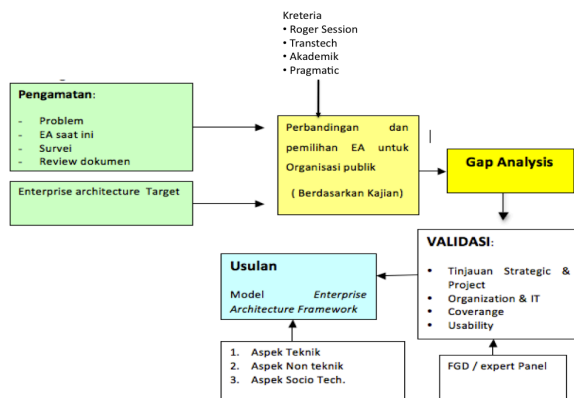 Kreteria
• Roger Session
• Transtech
• Akademik
• Pragmatic
Pengamatan:
- Problem
- EA saat ini
- Survei
- Review dokumen
Enterprise architecture Target
Perbandingan dan
pemilihan EA untuk
Organisasi publik
( Berdasarkan Kajian)
Gap Analysis
VALIDASI:
• Tinjauan Strategic &
Project
• Organization & IT
• Coverange
• Usability
Usulan
Model Enterprise
Architecture Framework
1. Aspek Teknik
2. Aspek Non teknik
3. Aspek Socio Tech.
FGD / expert Panel